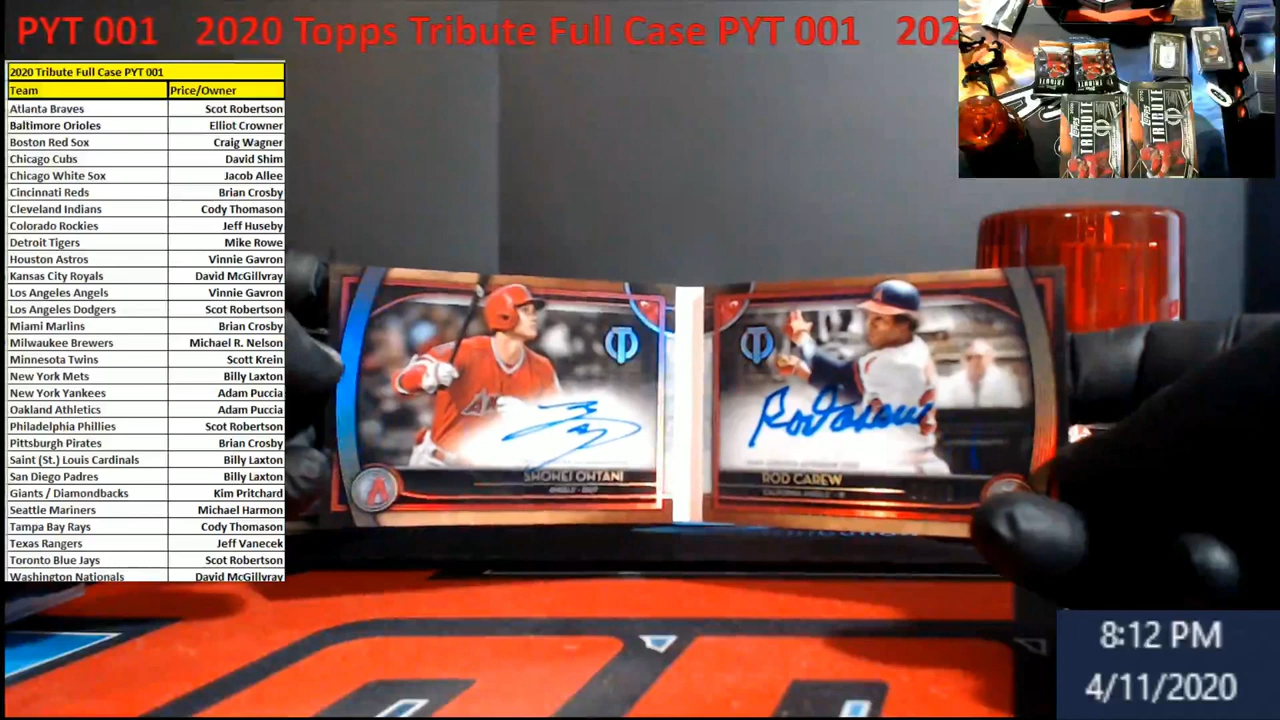 PYT 001 2020 Topps Tribute Full Case PYT 001 202
2020 Tribute Full Case PYT 001
Team Price/Owner
Atlanta Braves Scot Robertson
Baltimore Orioles Elliot Crowner
Boston Red Sox Craig Wagner
Chicago Cubs David Shim
Chicago White Sox Jacob Allee
Cincinnati Reds Brian Crosby
Cleveland Indians Cody Thomason
Colorado Rockies Jeff Huseby
Detroit Tigers Mike Rowe
Houston Astros Vinnie Gavron
Kansas City Royals David McGillvray
Los Angeles Angels Vinnie Gavron
Los Angeles Dodgers Scot Robertson
Miami Marlins Brian Crosby
Milwaukee Brewers Michael R. Nelson
Minnesota Twins Scott Krein
New York Mets Billy Laxton
New York Yankees Adam Puccia
Oakland Athletics Adam Puccia
Philadelphia Phillies Scot Robertson
Pittsburgh Pirates Brian Crosby
Saint (St.) Louis Cardinals Billy Laxton
San Diego Padres Billy Laxton
Giants / Diamondbacks Kim Pritchard
Seattle Mariners Michael Harmon
Tampa Bay Rays Cody Thomason
Texas Rangers Jeff Vanecek
Toronto Blue Jays Scot Robertson
Washington Nationals David McGillvray
TRIBUTE
TRIBUTE
Rod Carew
SHOHEI OHTANI
ROD CAREW
8:12 PM
4/11/2020